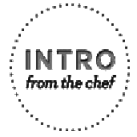 INTRO
from the chef